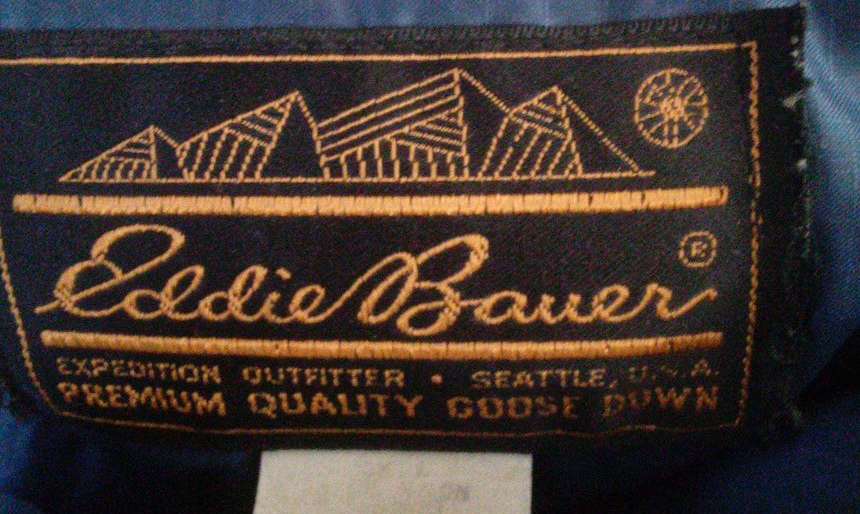 Eddie Bauer ®
EXPEDITION OUTFITTER • SEATTLE, U.S.A.
PREMIUM QUALITY GOOSE DOWN